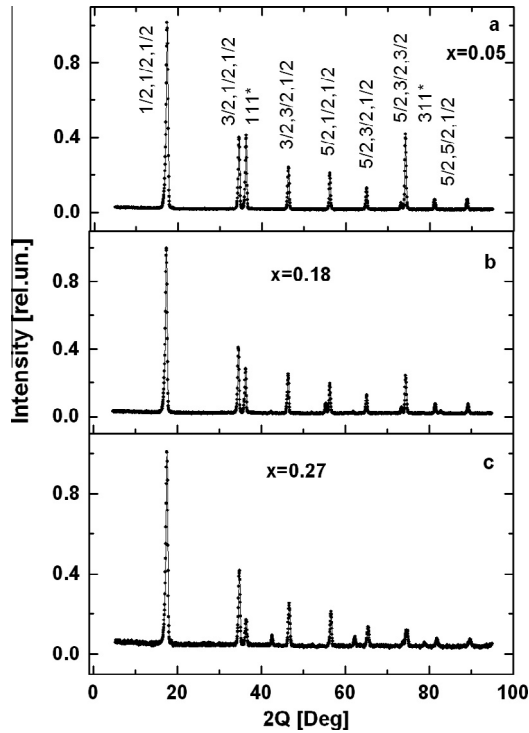 a
x=0.05
1/2,1/2,1/2
3/2,1/2,1/2
111*
3/2,3/2,1/2
5/2,1/2,1/2
5/2,3/2,1/2
5/2,3/2,3/2
311*
5/2,5/2,1/2
0.8
0.4
0.0
b
x=0.18
0.8
0.4
0.0
c
x=0.27
0.8
0.4
0.0
Intensity [rel.un.]
0 20 40 60 80 100
2Q [Deg]